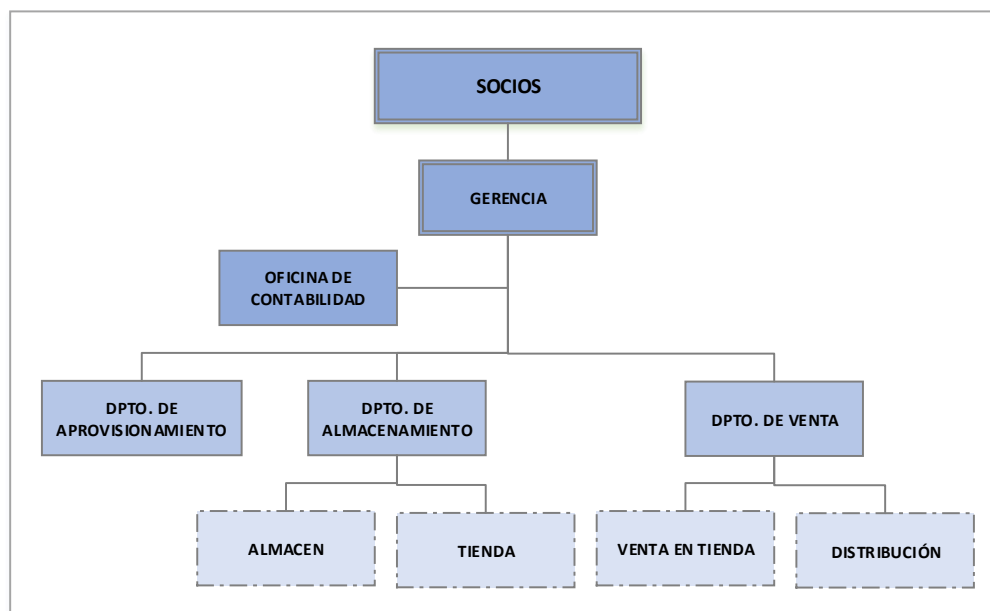 SOCIOS
GERENCIA
OFICINA DE
CONTABILIDAD
DPTO. DE
APROVISIONAMIENTO
DPTO. DE
ALMACENAMIENTO
DPTO. DE VENTA
ALMACEN
TIENDA
VENTA EN TIENDA
DISTRIBUCIÓN